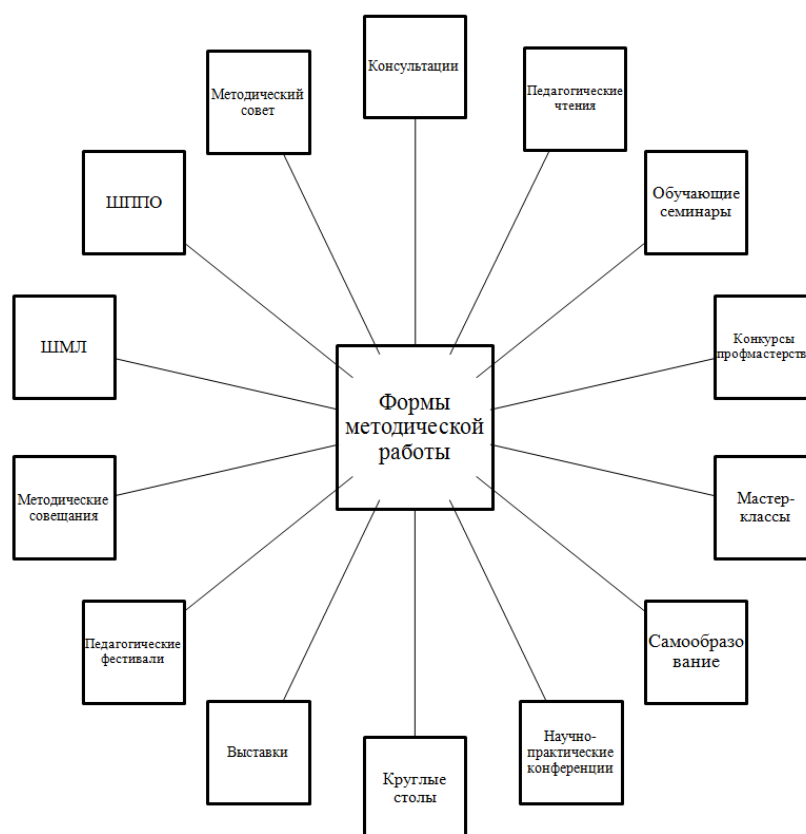 Консультации
Педагогические
чтения
Обучающие
семинары
Конкурсы
профмастерств
Мастер-
классы
Самообразо
вание
Научно-
практические
конференции
Круглые
столы
Выставки
Педагогические
фестивали
Методические
совещания
ШМЛ
ШППО
Методический
совет
Формы
методической
работы